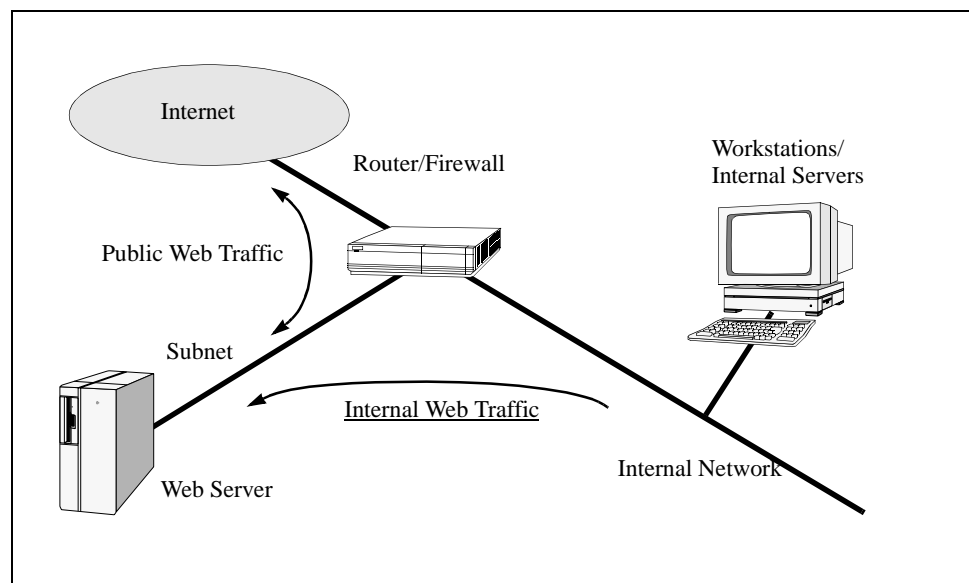 Internet
Router/Firewall
Workstations/
Internal Servers
Public Web Traffic
Subnet
Internal Web Traffic
Internal Network
Web Server